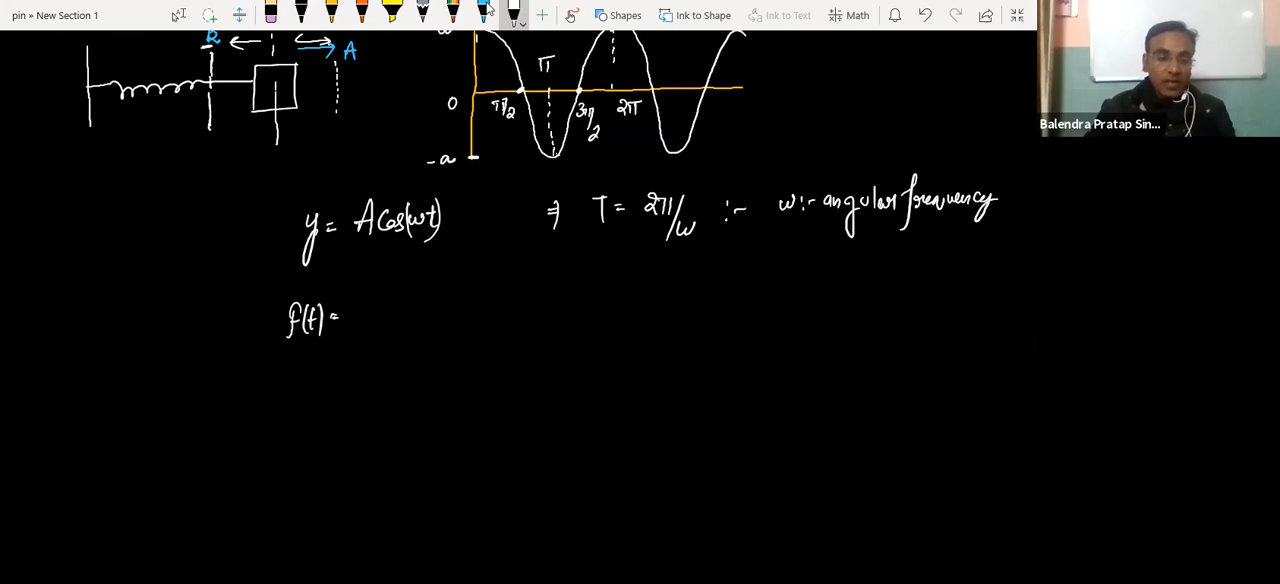 pin » New Section 1
Shapes
Ink to Shape
Ink to Text
Math
A
π
0
π/2
3π/2
2π
-a
y = A Cos(ωt) ⇒ T = 2π/ω :- ω :- angular frequency
f(t) =
Balendra Pratap Sin...